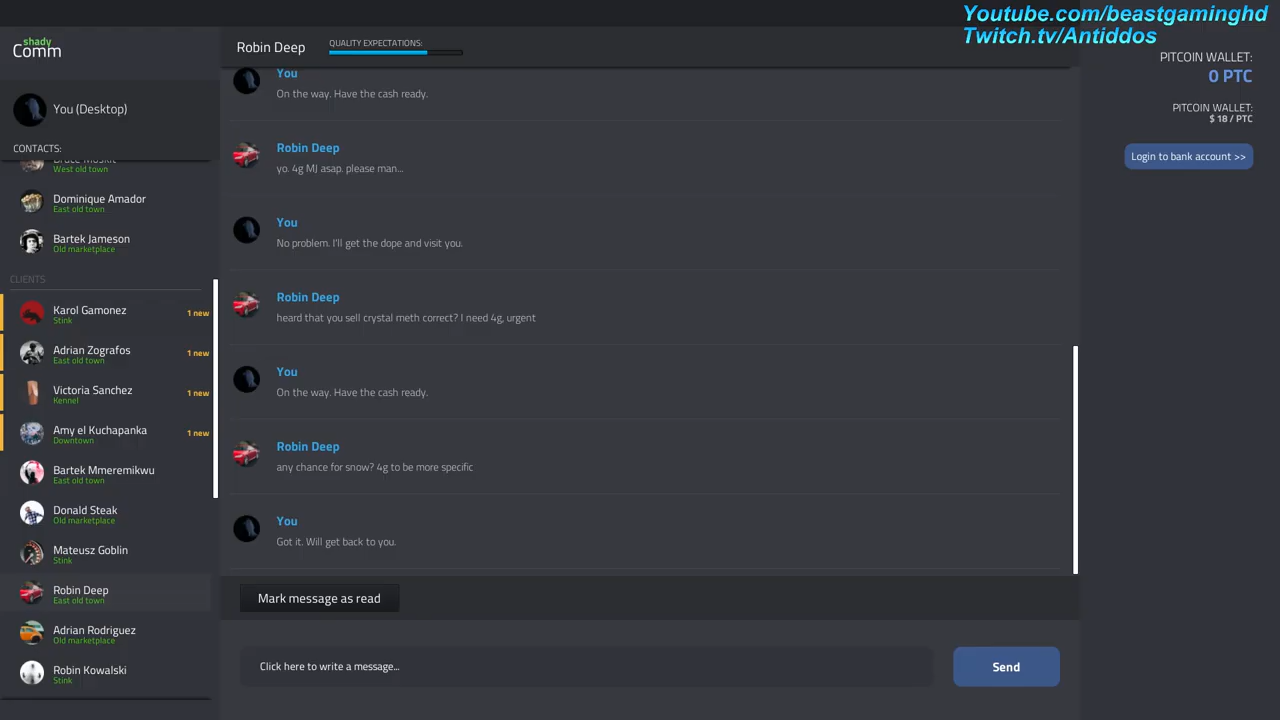 Youtube.com/beastgaminghd
Twitch.tv/Antiddos
shady
Comm
You (Desktop)
CONTACTS:
West old town
Dominique Amador
East old town
Bartek Jameson
Old marketplace
CLIENTS
Karol Gamonez
Stink
1 new
Adrian Zografos
East old town
1 new
Victoria Sanchez
Kennel
1 new
Amy el Kuchapanka
Downtown
1 new
Bartek Mmeremikwu
East old town
Donald Steak
Old marketplace
Mateusz Goblin
Stink
Robin Deep
East old town
Adrian Rodriguez
Old marketplace
Robin Kowalski
Stink
Robin Deep
QUALITY EXPECTATIONS:
You
On the way. Have the cash ready.
Robin Deep
yo. 4g MJ asap. please man...
You
No problem. I'll get the dope and visit you.
Robin Deep
heard that you sell crystal meth correct? I need 4g, urgent
You
On the way. Have the cash ready.
Robin Deep
any chance for snow? 4g to be more specific
You
Got it. Will get back to you.
Mark message as read
Click here to write a message...
Send
PITCOIN WALLET:
0 PTC
PITCOIN WALLET:
$ 18 / PTC
Login to bank account >>